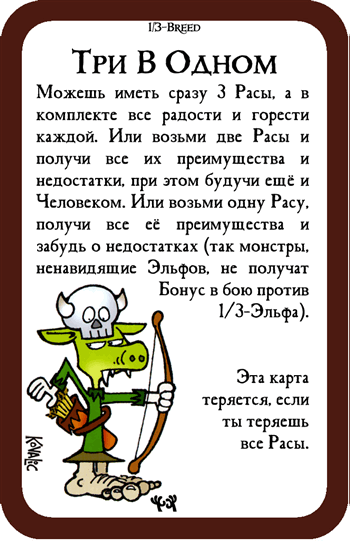 1/3-Breed
Три В Одном
Можешь иметь сразу 3 Расы, а в
комплекте все радости и горести
каждой. Или возьми две Расы и
получи все их преимущества и
недостатки, при этом будучи ещё и
Человеком. Или возьми одну Расу,
получи все её преимущества и
забудь о недостатках (так монстры,
ненавидящие Эльфов, не получат
Бонус в бою против
1/3-Эльфа).
Эта карта
теряется, если
ты теряешь
все Расы.